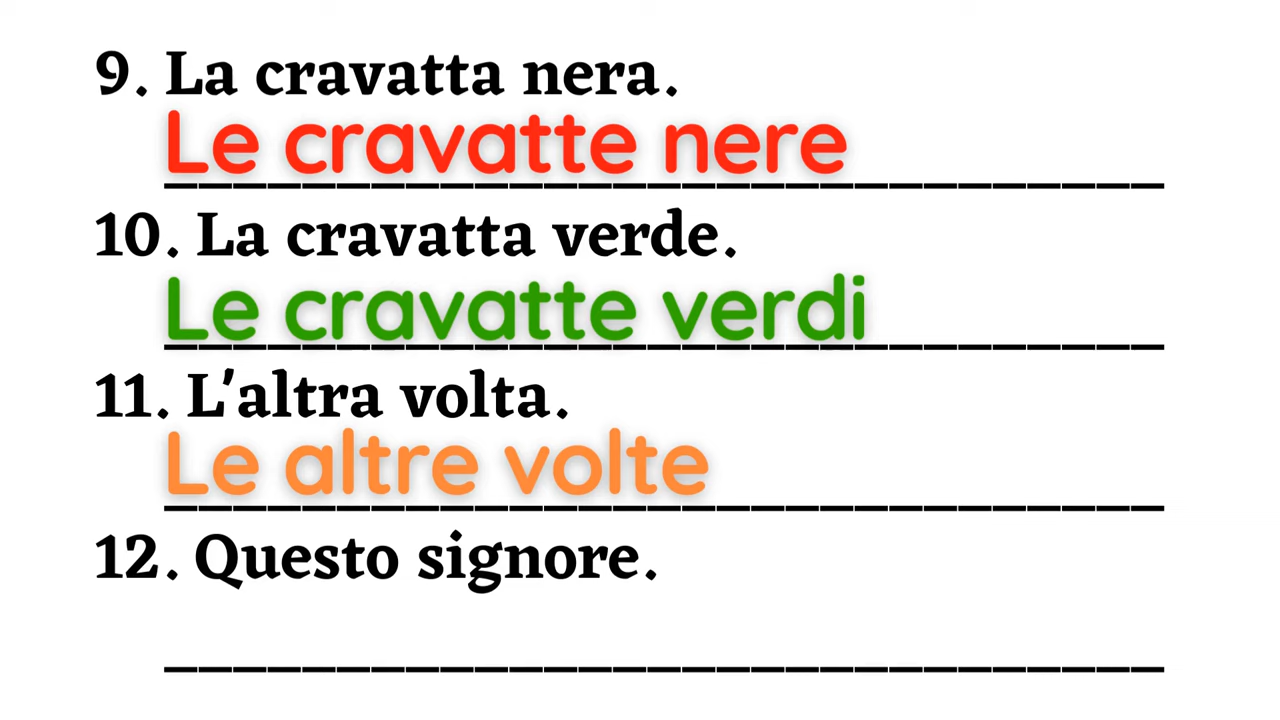 9. La cravatta nera.
Le cravatte nere
10. La cravatta verde.
Le cravatte verdi
11. L'altra volta.
Le altre volte
12. Questo signore.